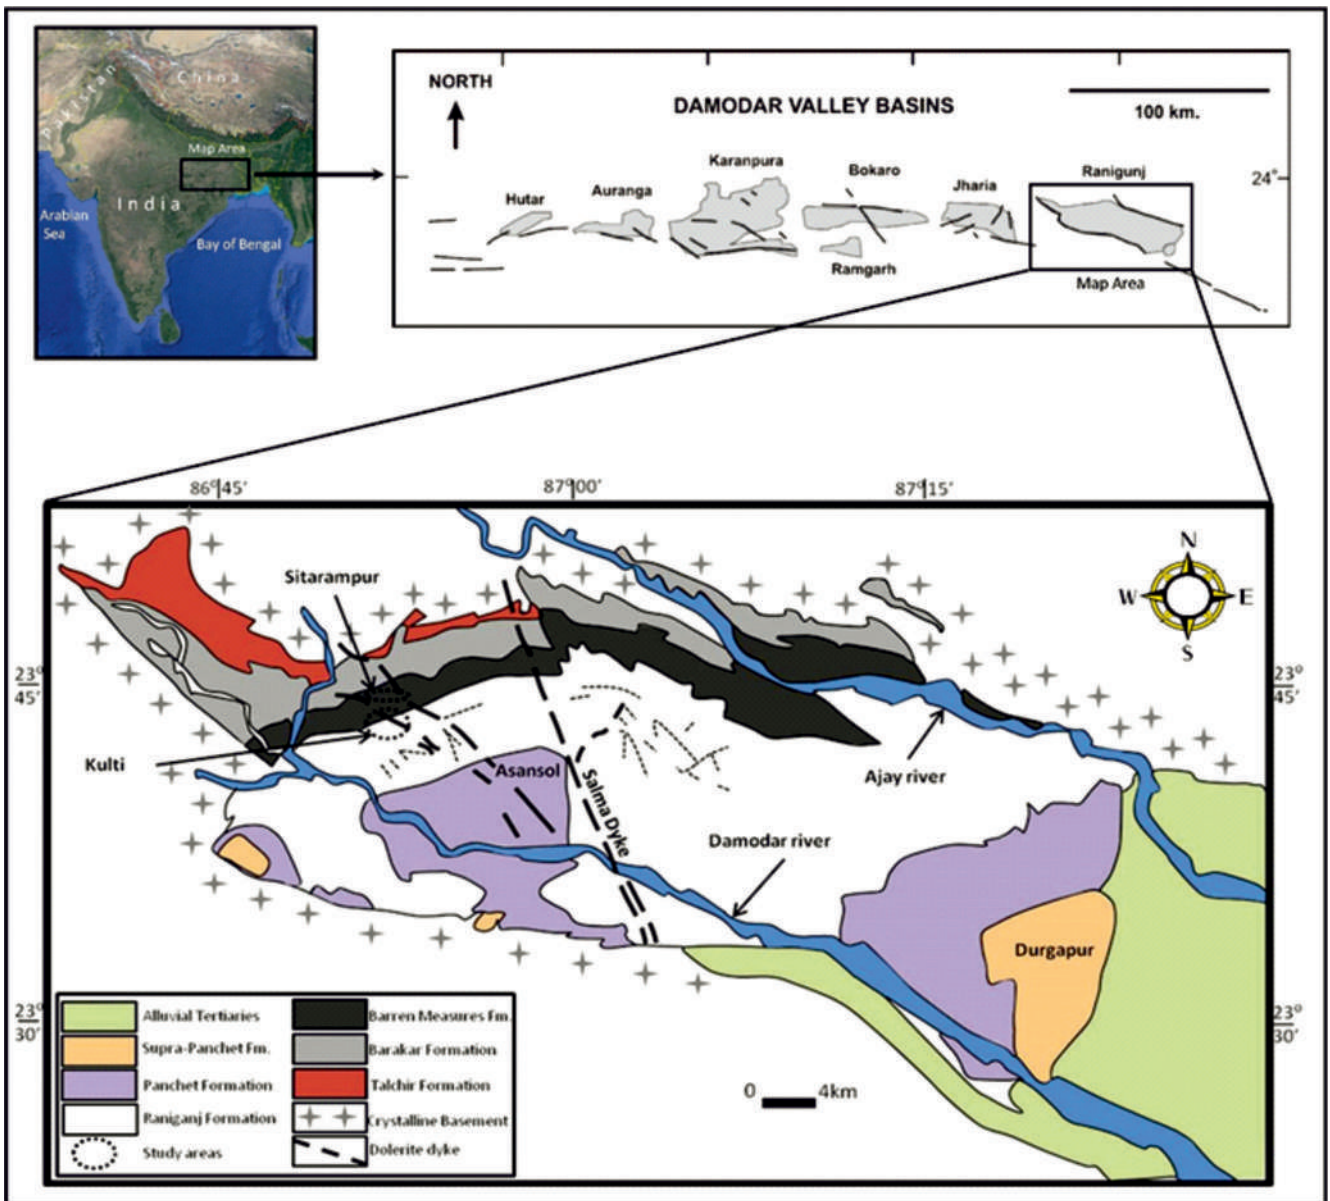 Pakistan
China
Map Area
India
Arabian
Sea
Bay of Bengal
NORTH
DAMODAR VALLEY BASINS
100 km.
24°
Hutar
Auranga
Karanpura
Bokaro
Ramgarh
Jharia
Ranigunj
Map Area
86°45'
87°00'
87°15'
23°
45'
23°
45'
23°
30'
23°
30'
N
W
E
S
Sitarampur
Kulti
Asansol
Salma Dyke
Ajay river
Damodar river
Durgapur
Alluvial Tertiaries
Supra-Panchet Fm.
Panchet Formation
Raniganj Formation
Study areas
Barren Measures Fm.
Barakar Formation
Talchir Formation
Crystalline Basement
Dolerite dyke
0 4km